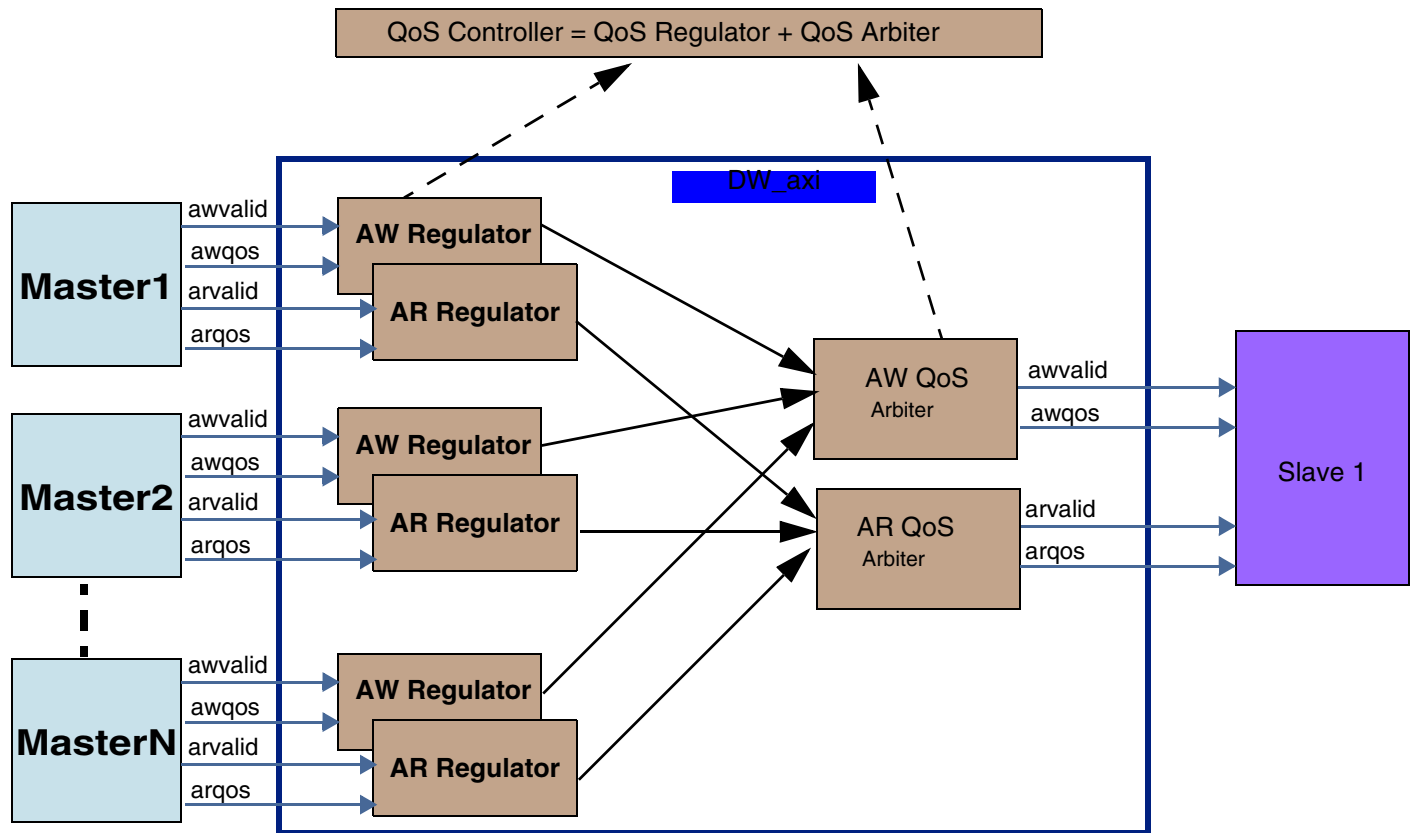 QoS Controller = QoS Regulator + QoS Arbiter
DW_axi
Master1
awvalid
awqos
arvalid
arqos
AW Regulator
AR Regulator
Master2
awvalid
awqos
arvalid
arqos
AW Regulator
AR Regulator
MasterN
awvalid
awqos
arvalid
arqos
AW Regulator
AR Regulator
AW QoS
Arbiter
awvalid
awqos
AR QoS
Arbiter
arvalid
arqos
Slave 1